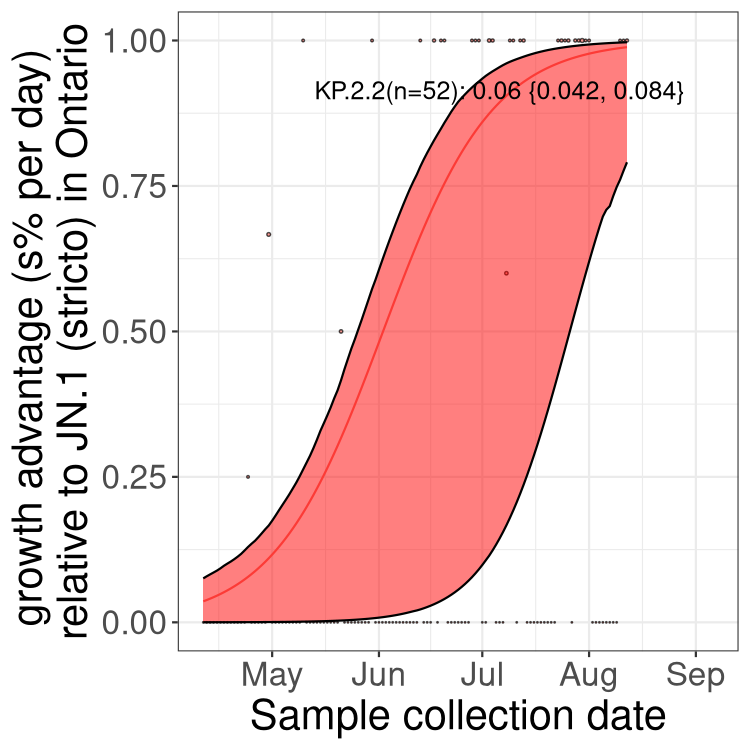 growth advantage (s% per day)
relative to JN.1 (stricto) in Ontario
1.00
0.75
0.50
0.25
0.00
KP.2.2(n=52): 0.06 {0.042, 0.084}
May Jun Jul Aug Sep
Sample collection date